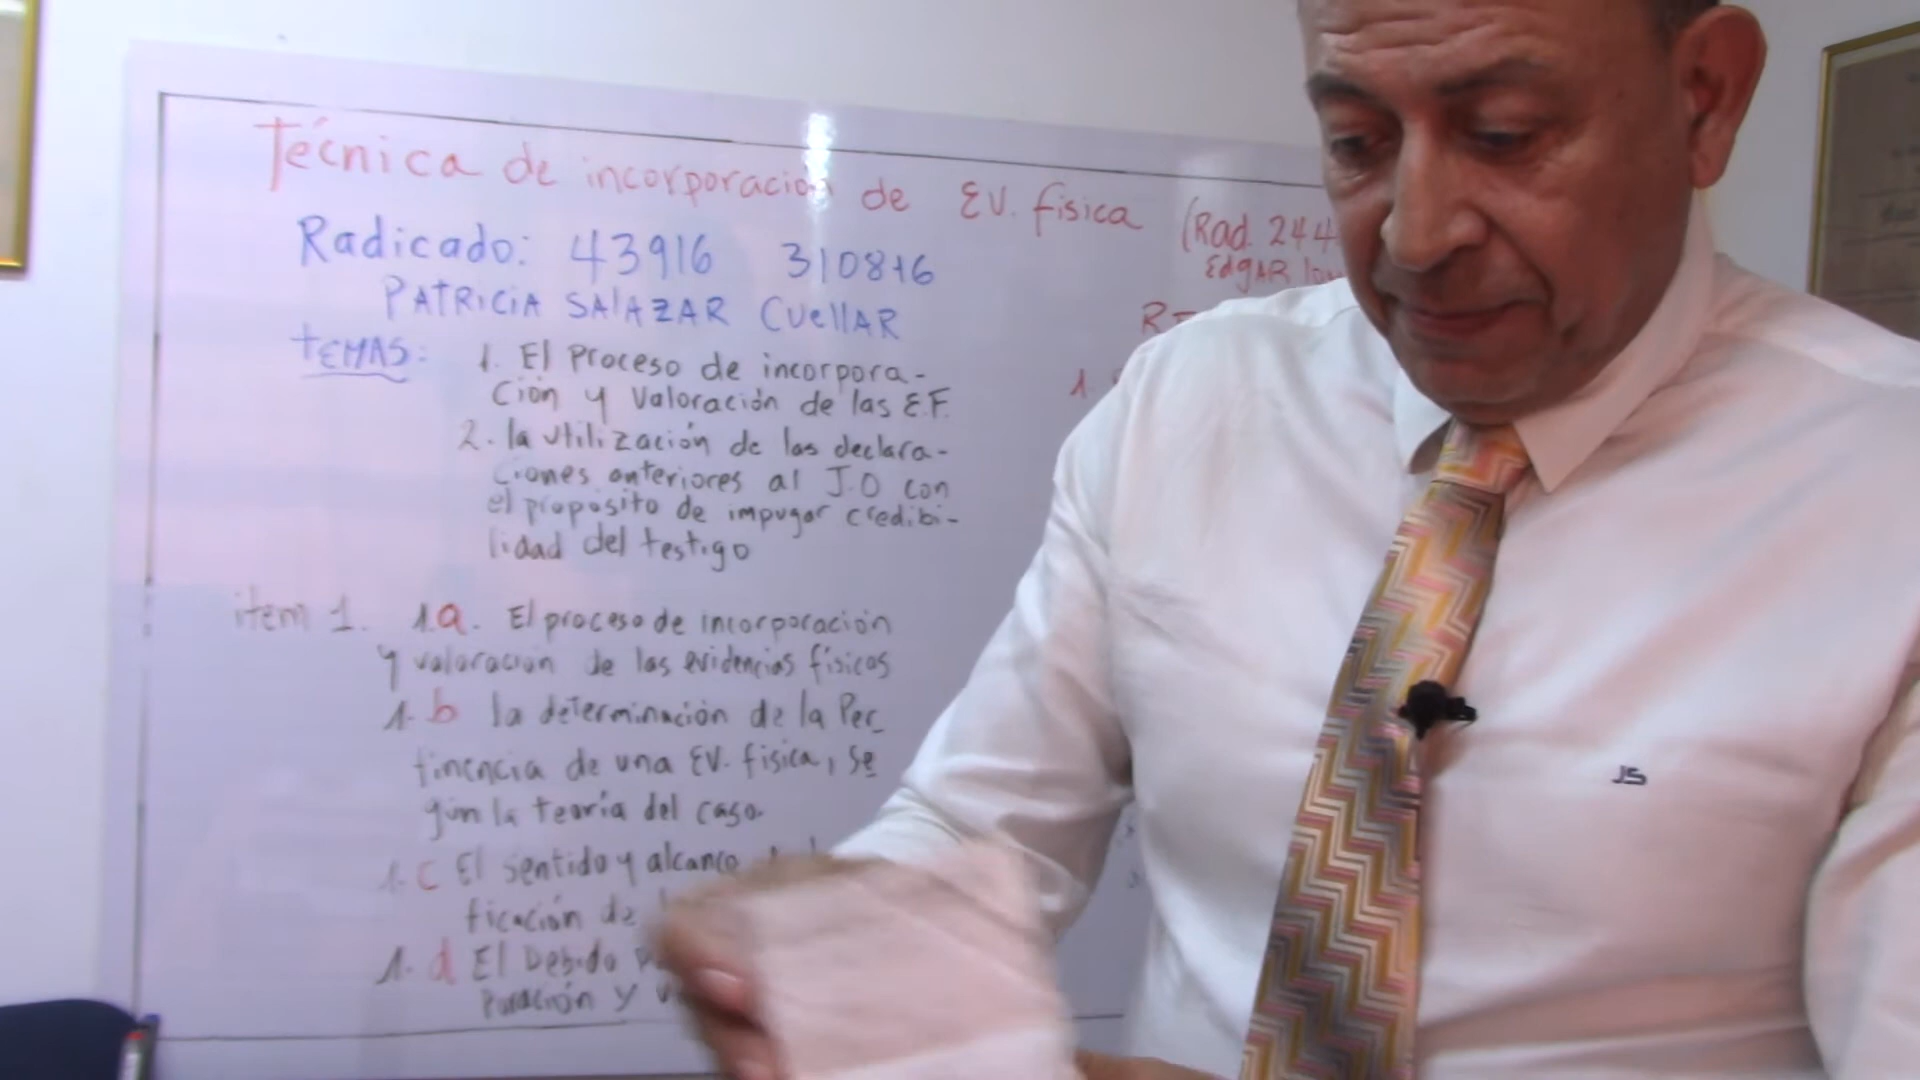 Técnica de incorporación de EV. física (Rad. 244
Edgar
Radicado: 43916 310816
PATRICIA SALAZAR CUELLAR
TEMAS: 1. El Proceso de incorpora-
ción y Valoración de las E.F.
2. la utilización de las declara-
ciones anteriores al J.O con
el proposito de impugar credibi-
lidad del testigo
item 1. 1.a. El proceso de incorporación
y valoración de las evidencias físicas
1. b la determinación de la Per_
tinencia de una EV. física, se
gún la teoría del caso.
1. c El sentido y alcance
ficación de
1. d El Debido
poración y v
1.
JS